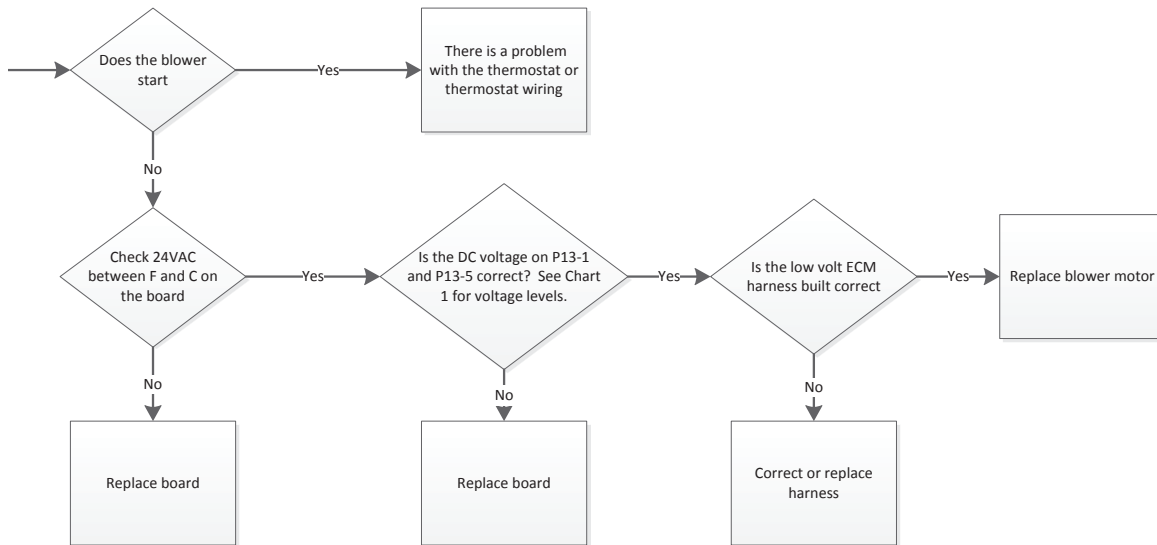 Does the blower
start
Yes
There is a problem
with the thermostat or
thermostat wiring
No
Check 24VAC
between F and C on
the board
Yes
Is the DC voltage on P13-1
and P13-5 correct?  See Chart
1 for voltage levels.
Yes
Is the low volt ECM
harness built correct
Yes
Replace blower motor
No
Replace board
No
Replace board
No
Correct or replace
harness